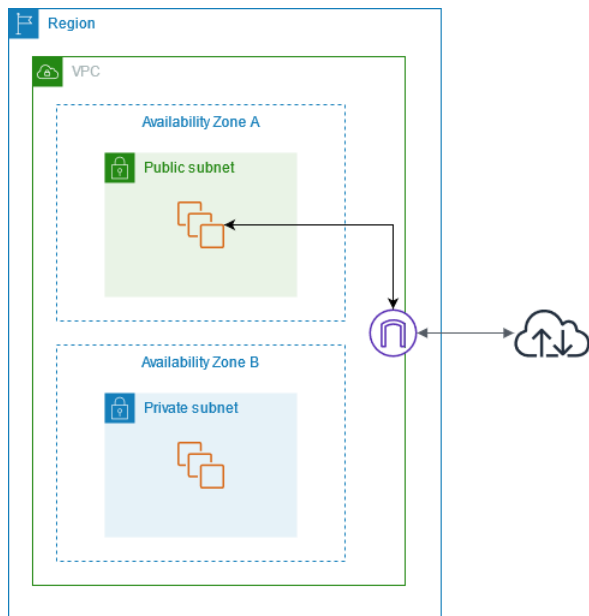 Region
VPC
Availability Zone A
Public subnet
Availability Zone B
Private subnet